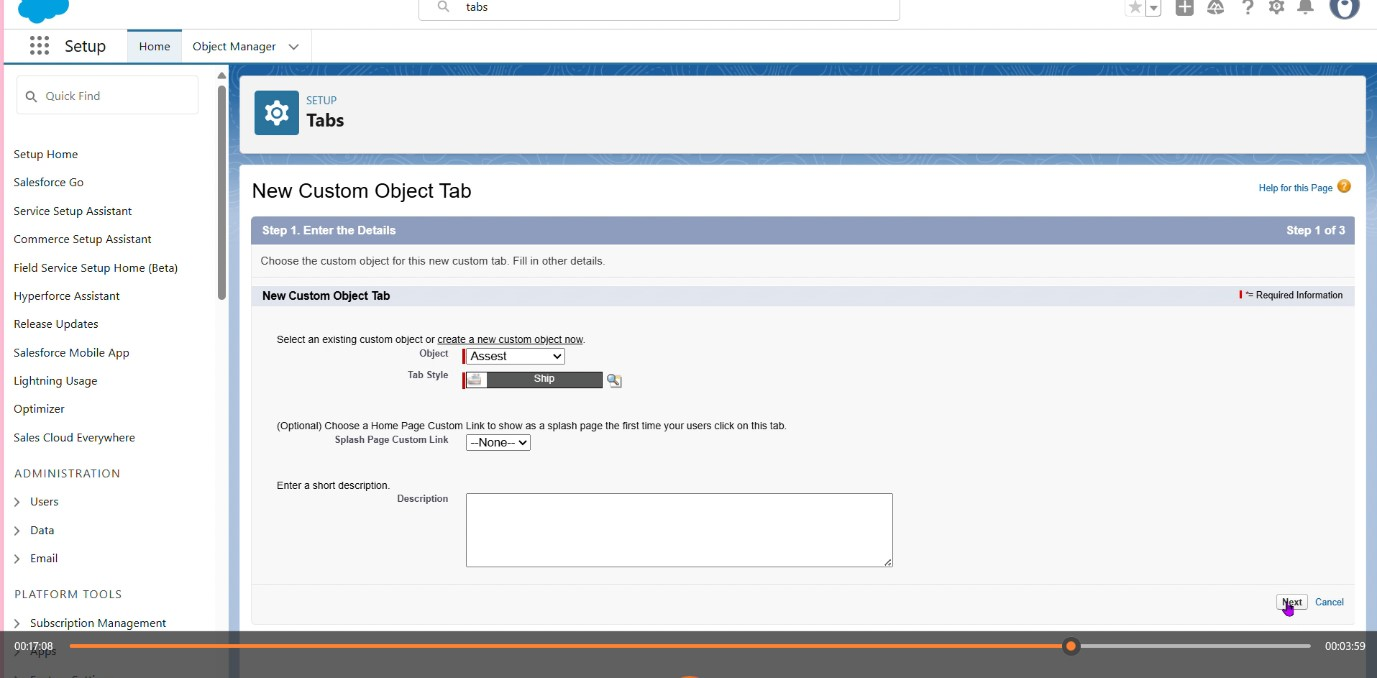 tabs
Setup
Home
Object Manager
Quick Find
SETUP
Tabs
Setup Home
Salesforce Go
Service Setup Assistant
Commerce Setup Assistant
Field Service Setup Home (Beta)
Hyperforce Assistant
Release Updates
Salesforce Mobile App
Lightning Usage
Optimizer
Sales Cloud Everywhere
ADMINISTRATION
Users
Data
Email
PLATFORM TOOLS
Subscription Management
Apps
New Custom Object Tab
Help for this Page
Step 1. Enter the Details
Step 1 of 3
Choose the custom object for this new custom tab. Fill in other details.
New Custom Object Tab
= Required Information
Select an existing custom object or create a new custom object now.
Object
Assest
Tab Style
Ship
(Optional) Choose a Home Page Custom Link to show as a splash page the first time your users click on this tab.
Splash Page Custom Link
--None--
Enter a short description.
Description
Next
Cancel
00:17:08
00:03:59